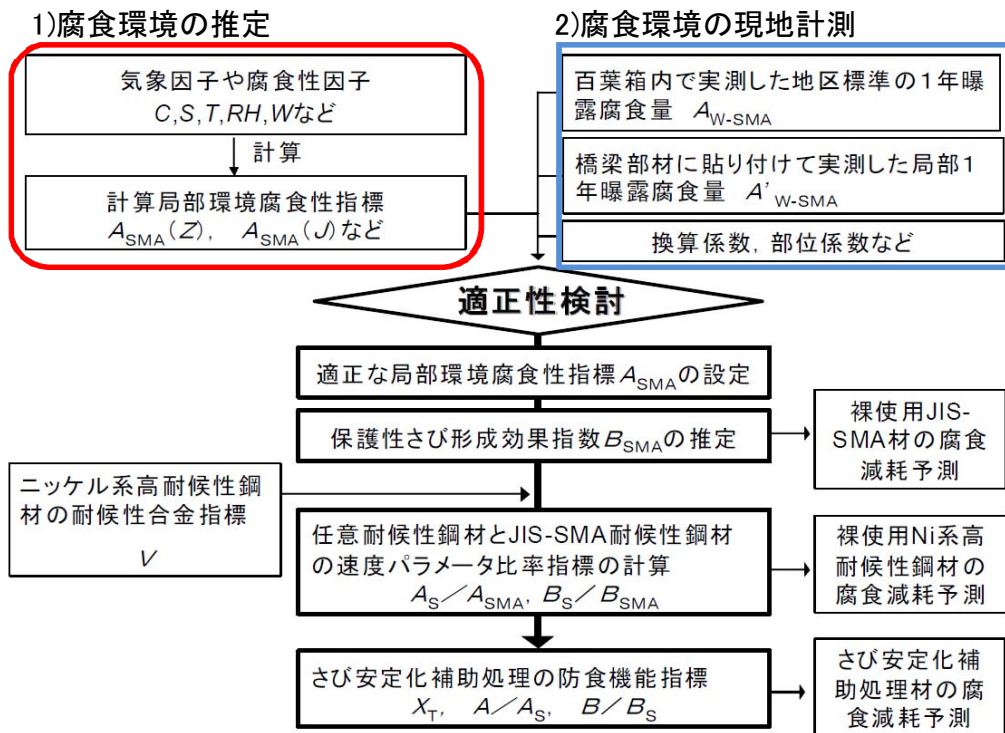 1)腐食環境の推定
2)腐食環境の現地計測
気象因子や腐食性因子
C,S,T,RH,Wなど
計算
計算局部環境腐食性指標
A_SMA(Z), A_SMA(J)など
百葉箱内で実測した地区標準の1年曝
露腐食量 A_W-SMA
橋梁部材に貼り付けて実測した局部1
年曝露腐食量 A'_W-SMA
換算係数, 部位係数など
適正性検討
適正な局部環境腐食性指標A_SMAの設定
保護性さび形成効果指数B_SMAの推定
裸使用JIS-
SMA材の腐食
減耗予測
ニッケル系高耐候性鋼
材の耐候性合金指標
V
任意耐候性鋼材とJIS-SMA耐候性鋼材
の速度パラメータ比率指標の計算
A_S/A_SMA, B_S/B_SMA
裸使用Ni系高
耐候性鋼材の
腐食減耗予測
さび安定化補助処理の防食機能指標
X_T, A/A_S, B/B_S
さび安定化補
助処理材の腐
食減耗予測